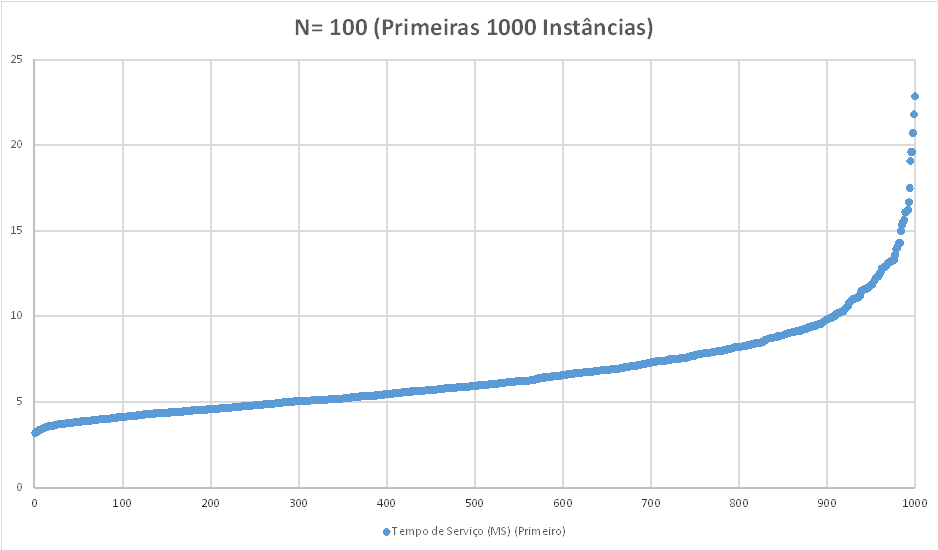 N= 100 (Primeiras 1000 Instâncias)
25
20
15
10
5
0
0 100 200 300 400 500 600 700 800 900 1000
Tempo de Serviço (MS) (Primeiro)